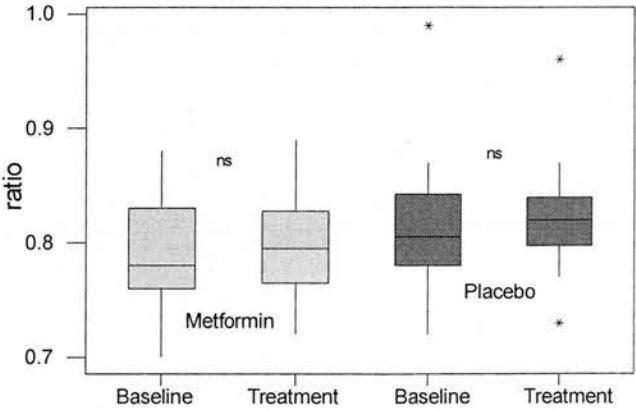 1.0
0.9
0.8
0.7
ratio
ns
ns
Metformin
Placebo
Baseline Treatment Baseline Treatment